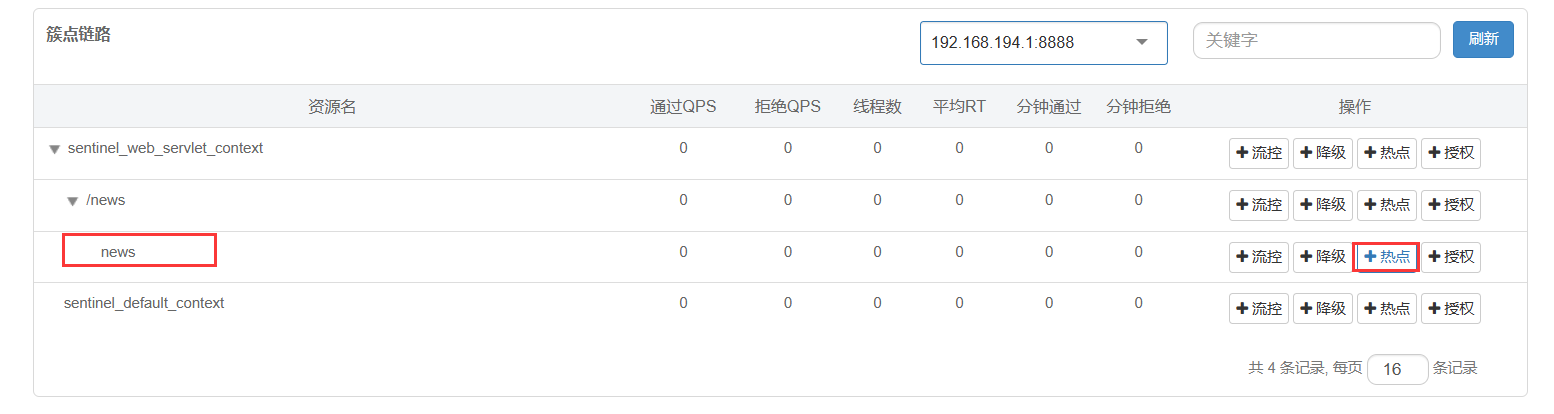 簇点链路 192.168.194.1:8888 关键字 刷新
资源名 通过QPS 拒绝QPS 线程数 平均RT 分钟通过 分钟拒绝 操作
sentinel_web_servlet_context 0 0 0 0 0 0 流控 降级 热点 授权
/news 0 0 0 0 0 0 流控 降级 热点 授权
news 0 0 0 0 0 0 流控 降级 热点 授权
sentinel_default_context 0 0 0 0 0 0 流控 降级 热点 授权
共 4 条记录, 每页 16 条记录